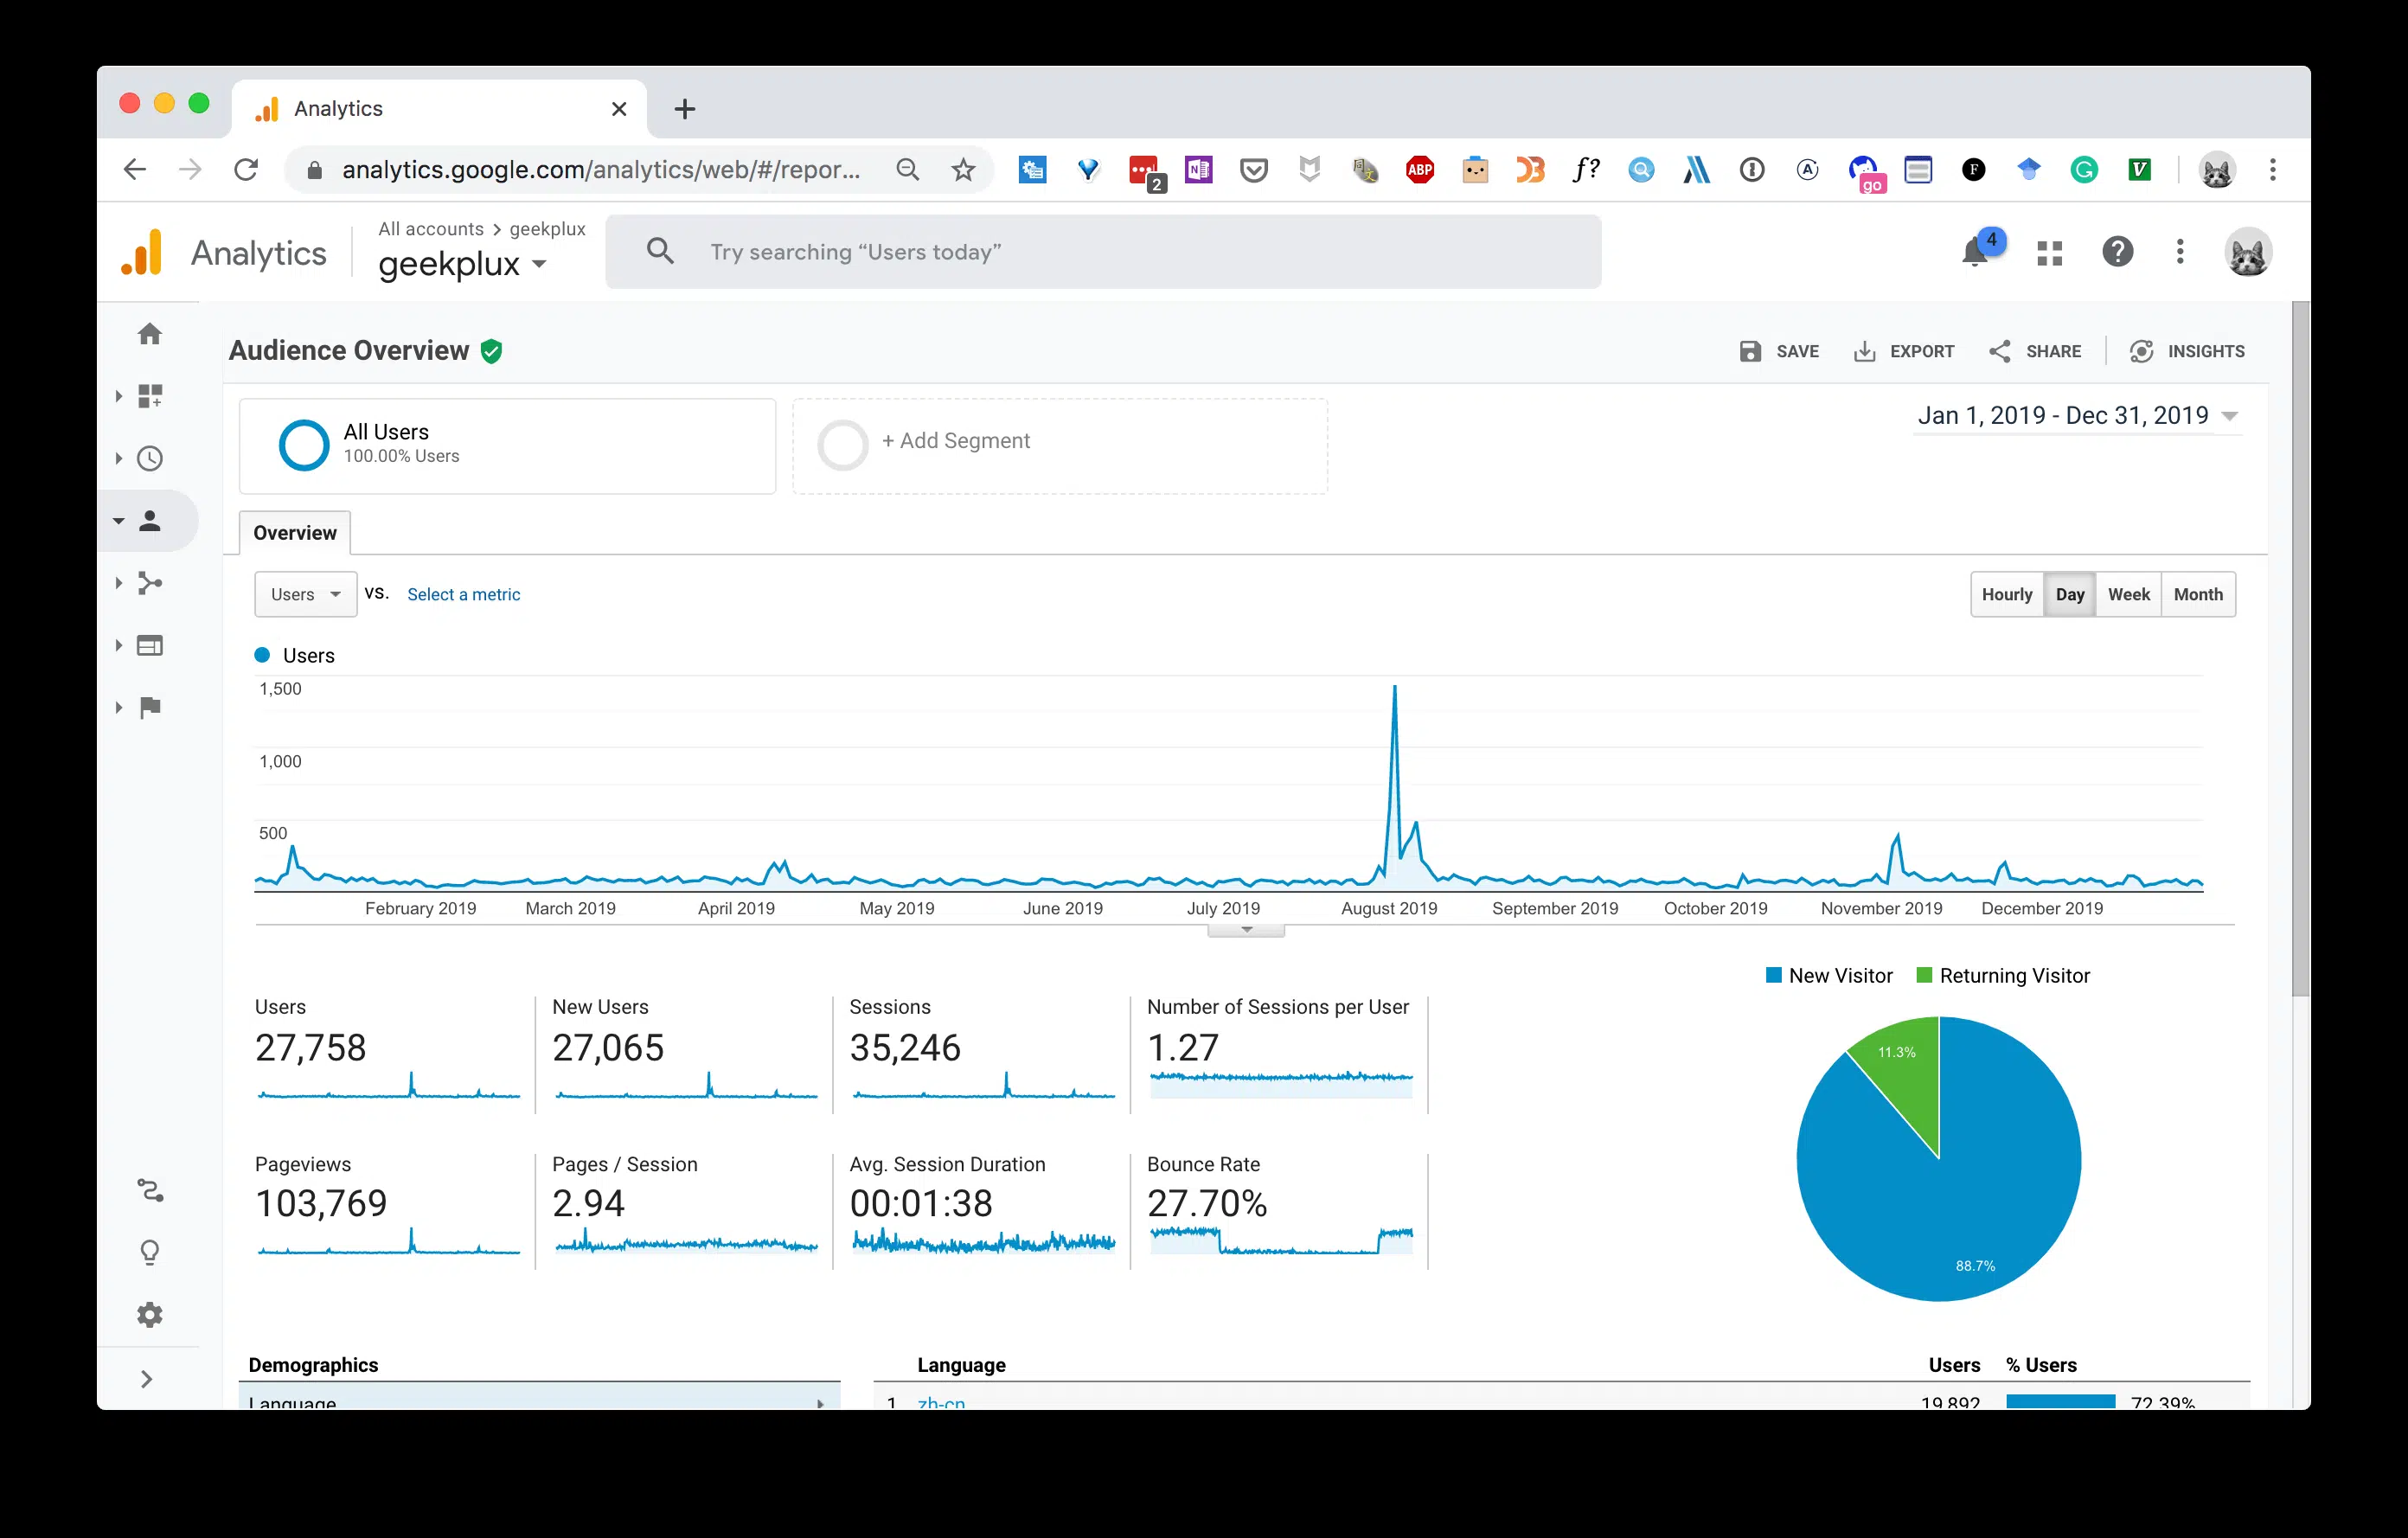 Analytics
analytics.google.com/analytics/web/#/repor...
2
N
ABP
f?
A
go
F
G
V
Analytics
All accounts > geekplux
geekplux
Try searching “Users today”
4
?
Audience Overview
SAVE
EXPORT
SHARE
INSIGHTS
All Users
100.00% Users
+ Add Segment
Jan 1, 2019 - Dec 31, 2019
Overview
Users
VS.
Select a metric
Hourly
Day
Week
Month
Users
1,500
1,000
500
February 2019
March 2019
April 2019
May 2019
June 2019
July 2019
August 2019
September 2019
October 2019
November 2019
December 2019
New Visitor
Returning Visitor
11.3%
88.7%
Users
27,758
New Users
27,065
Sessions
35,246
Number of Sessions per User
1.27
Pageviews
103,769
Pages / Session
2.94
Avg. Session Duration
00:01:38
Bounce Rate
27.70%
Demographics
Language
Language
Users
% Users
1
zh-cn
19,892
72.39%